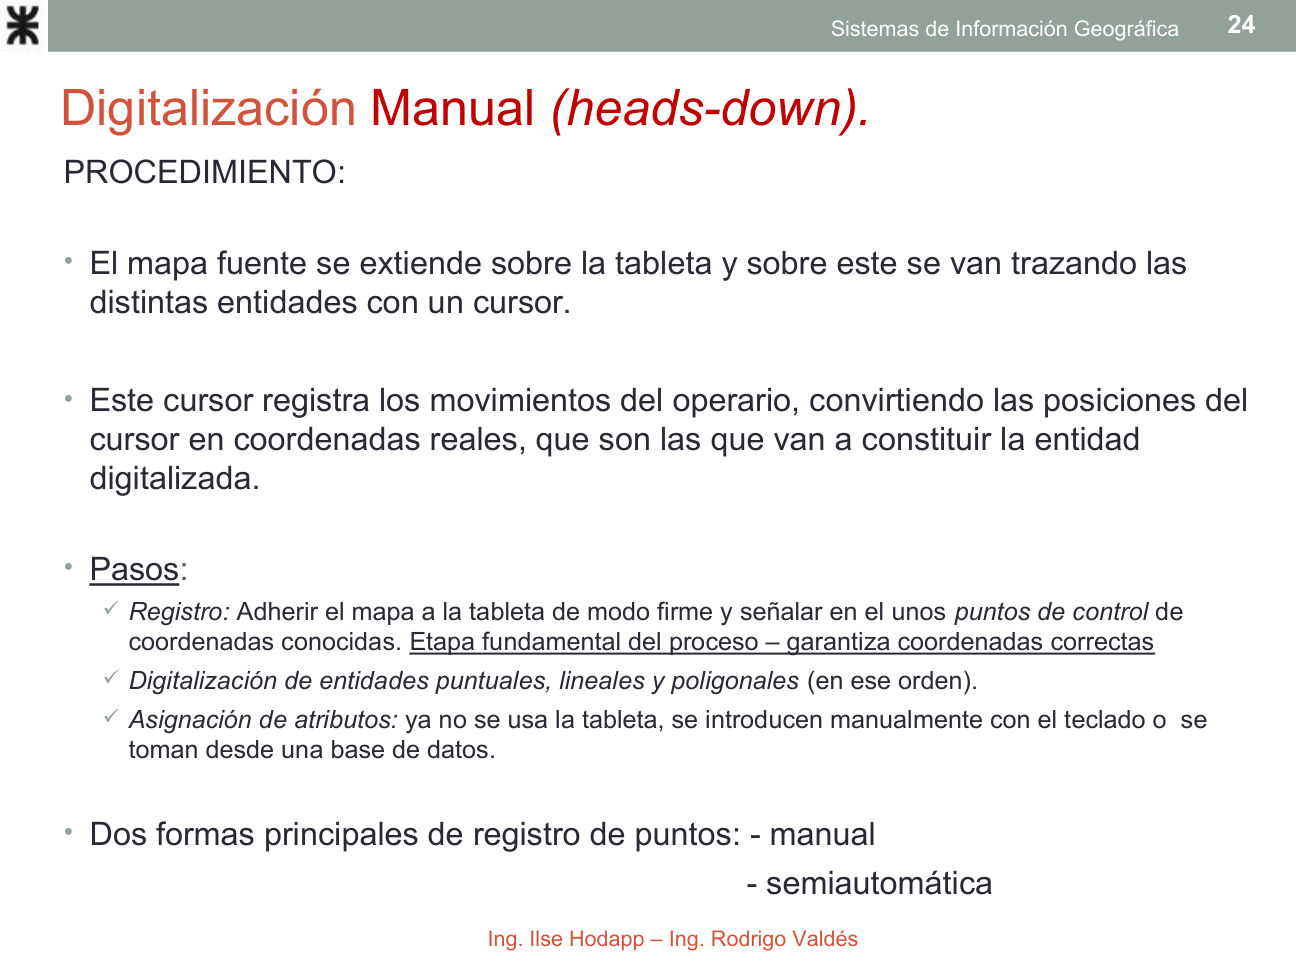 Sistemas de Información Geográfica 24
Digitalización Manual (heads-down).
PROCEDIMIENTO:
• El mapa fuente se extiende sobre la tableta y sobre este se van trazando las
distintas entidades con un cursor.
• Este cursor registra los movimientos del operario, convirtiendo las posiciones del
cursor en coordenadas reales, que son las que van a constituir la entidad
digitalizada.
• Pasos:
✓ Registro: Adherir el mapa a la tableta de modo firme y señalar en el unos puntos de control de
coordenadas conocidas. Etapa fundamental del proceso – garantiza coordenadas correctas
✓ Digitalización de entidades puntuales, lineales y poligonales (en ese orden).
✓ Asignación de atributos: ya no se usa la tableta, se introducen manualmente con el teclado o  se
toman desde una base de datos.
• Dos formas principales de registro de puntos: - manual
- semiautomática
Ing. Ilse Hodapp – Ing. Rodrigo Valdés